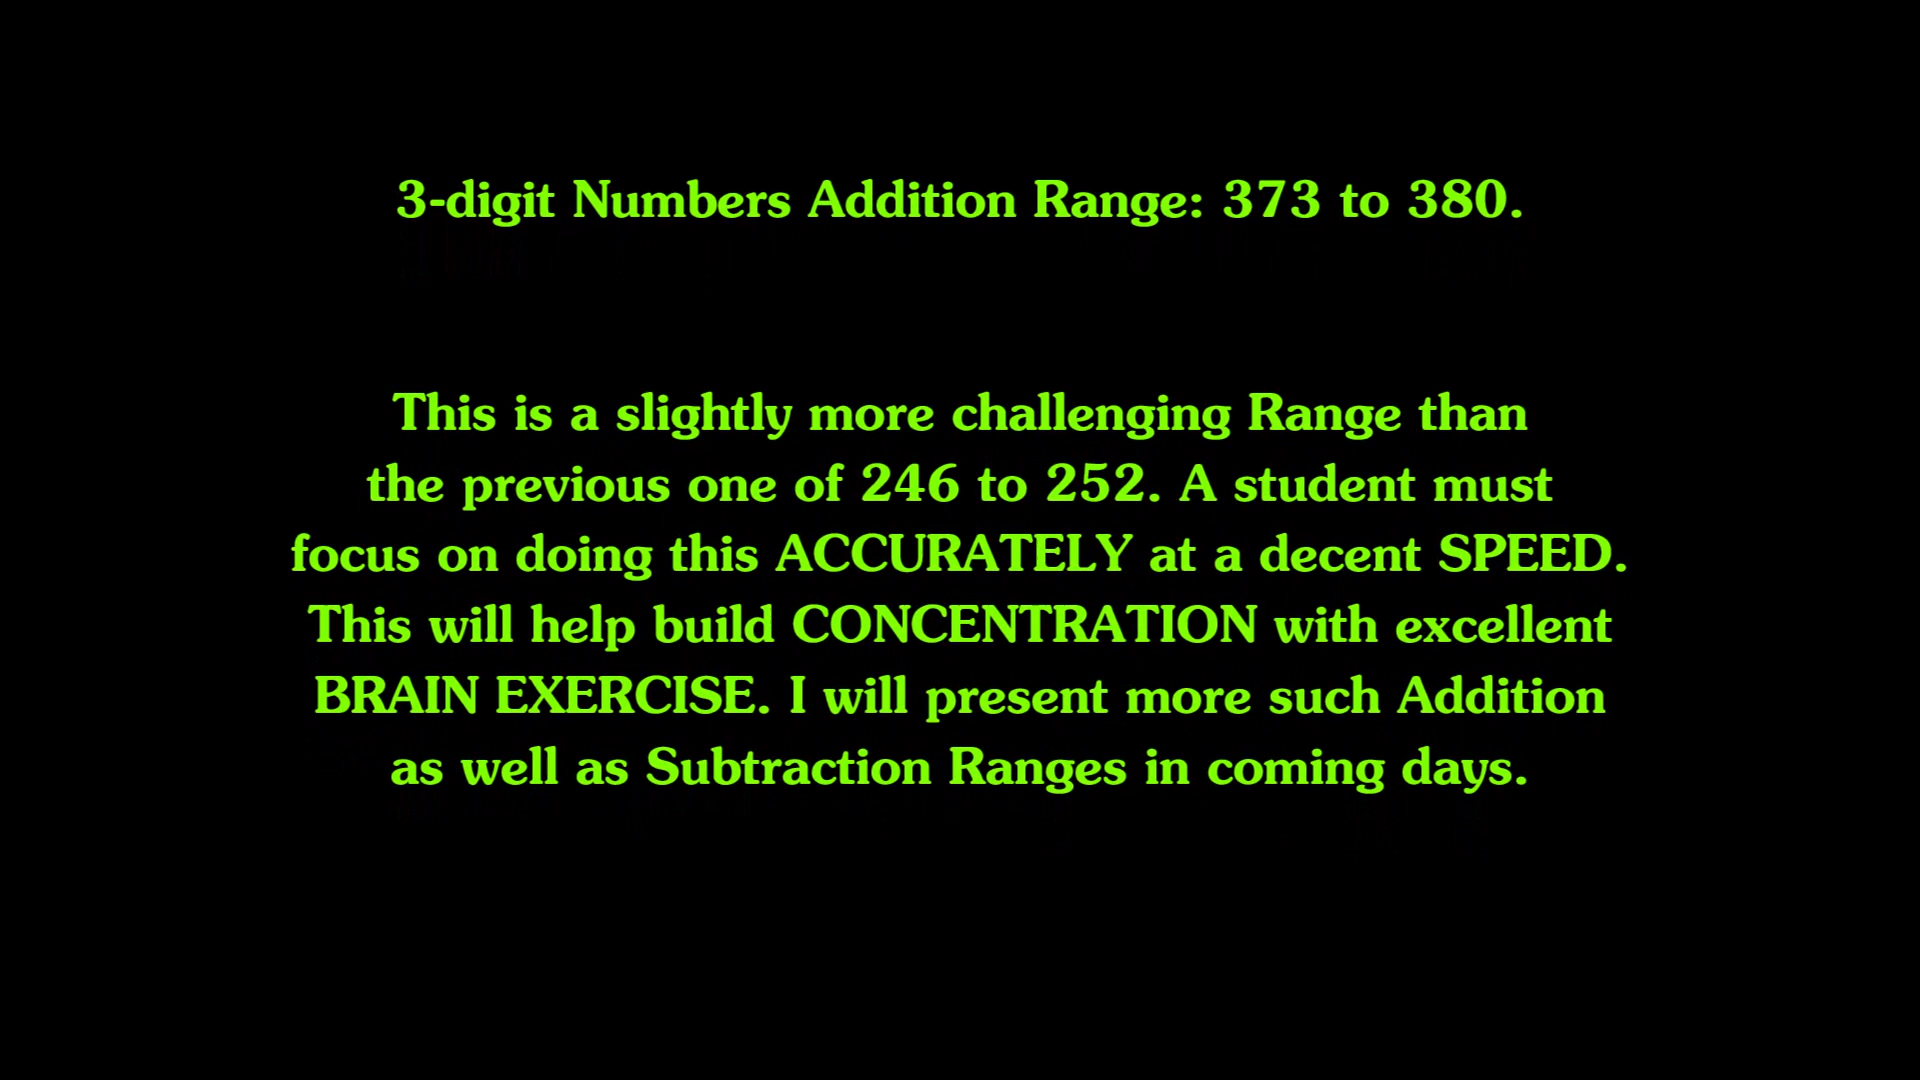 3-digit Numbers Addition Range: 373 to 380.
This is a slightly more challenging Range than
the previous one of 246 to 252. A student must
focus on doing this ACCURATELY at a decent SPEED.
This will help build CONCENTRATION with excellent
BRAIN EXERCISE. I will present more such Addition
as well as Subtraction Ranges in coming days.